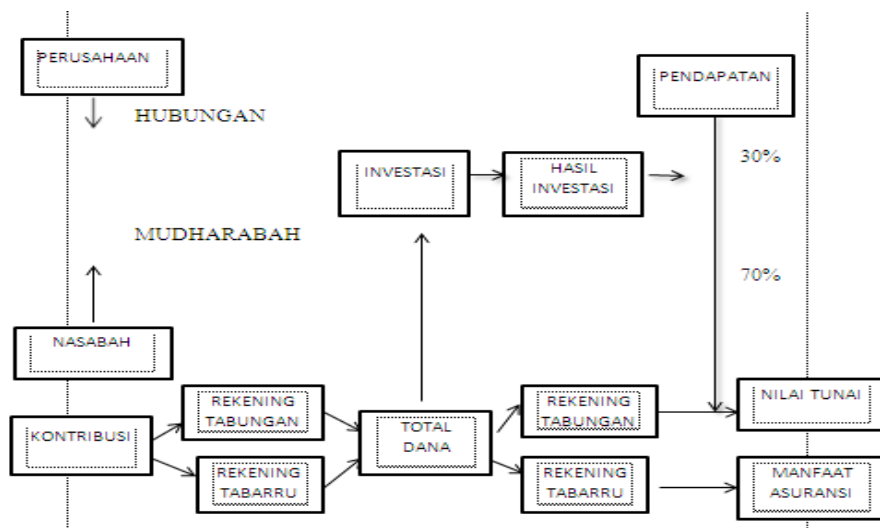 PERUSAHAAN
PENDAPATAN
HUBUNGAN
INVESTASI
HASIL
INVESTASI
30%
MUDHARABAH
70%
NASABAH
KONTRIBUSI
REKENING
TABUNGAN
REKENING
TABARRU
TOTAL
DANA
REKENING
TABUNGAN
REKENING
TABARRU
NILAI TUNAI
MANFAAT
ASURANSI